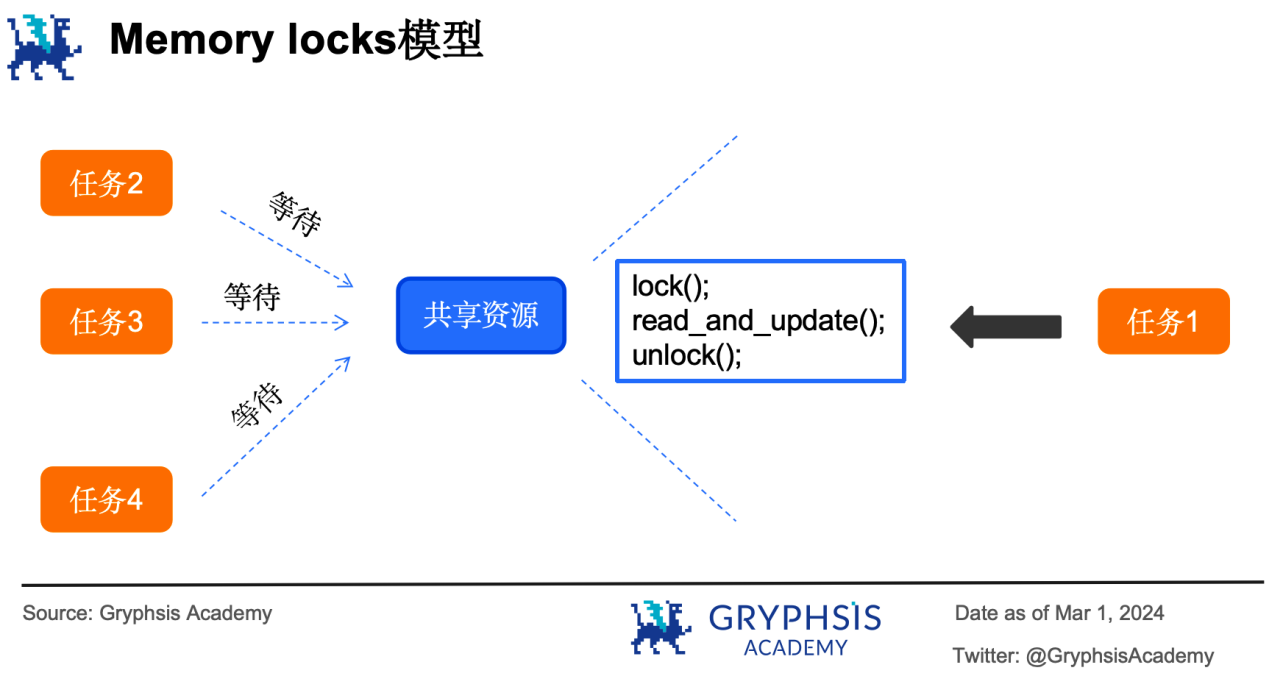 Memory locks模型
任务2
等待
任务3
等待
任务4
等待
共享资源
lock();
read_and_update();
unlock();
任务1
Source: Gryphsis Academy
GRYPHSIS
ACADEMY
Date as of Mar 1, 2024
Twitter: @GryphsisAcademy